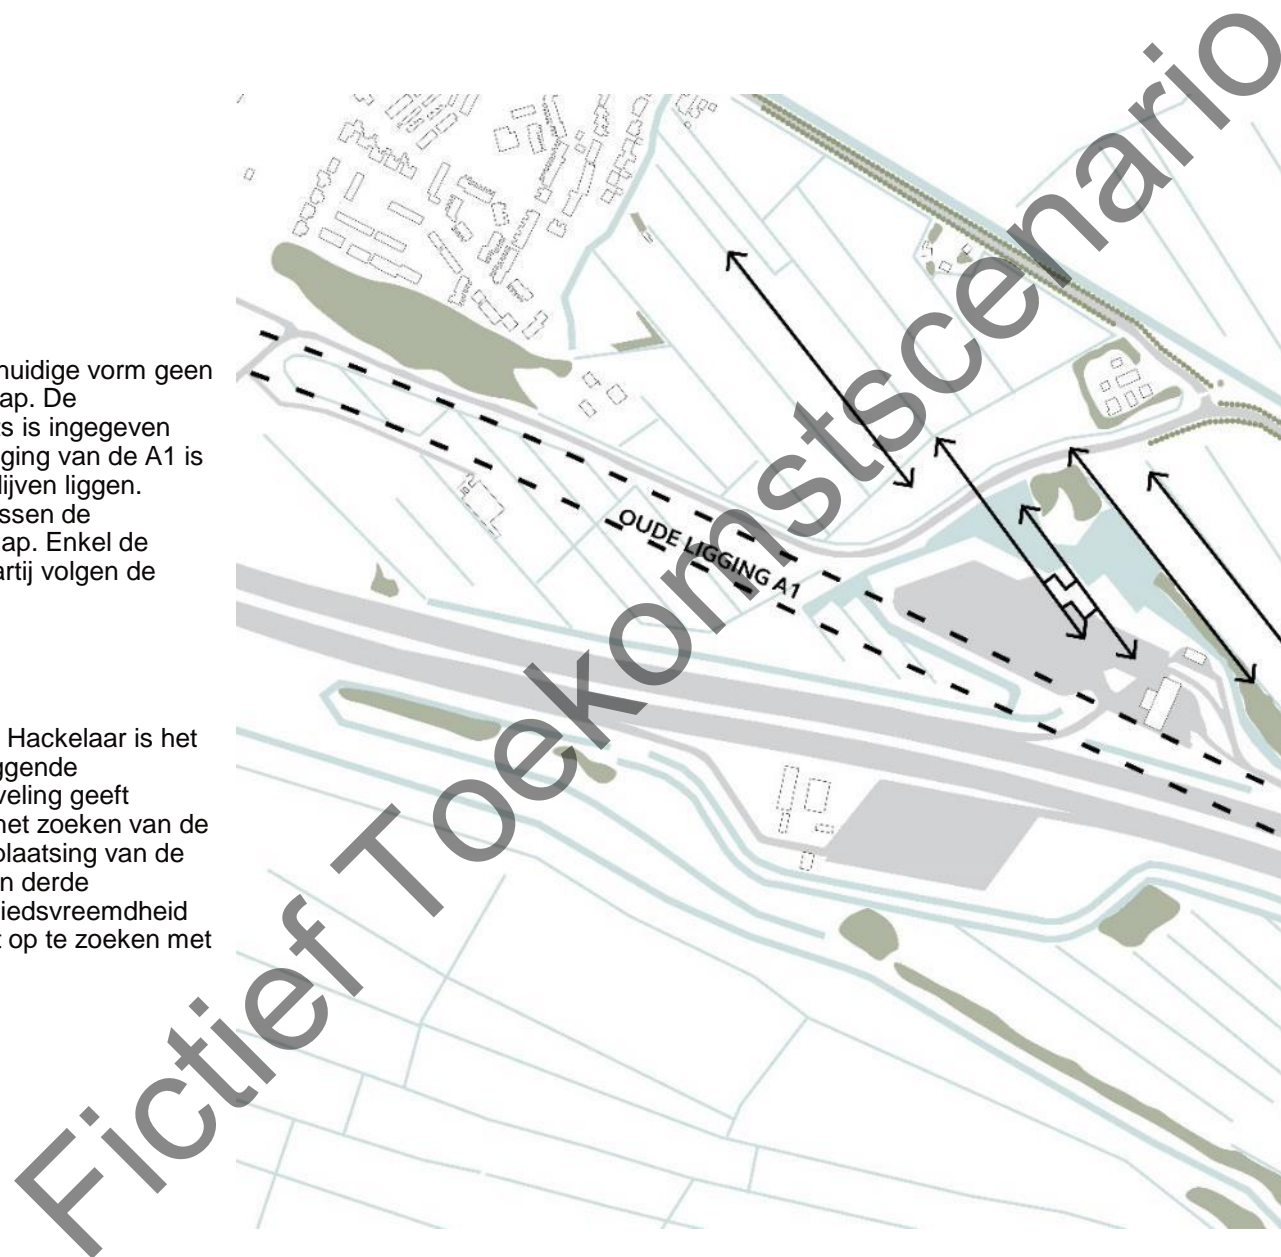 huidige vorm geen
ap. De
ts is ingegeven
ging van de A1 is
lijven liggen.
ssen de
ap. Enkel de
artij volgen de
Hackelaar is het
ggende
veling geeft
net zoeken van de
plaatsing van de
n derde
iedsvreemdheid
t op te zoeken met
OUDE LIGGING A1
Fictief Toekomstscenario